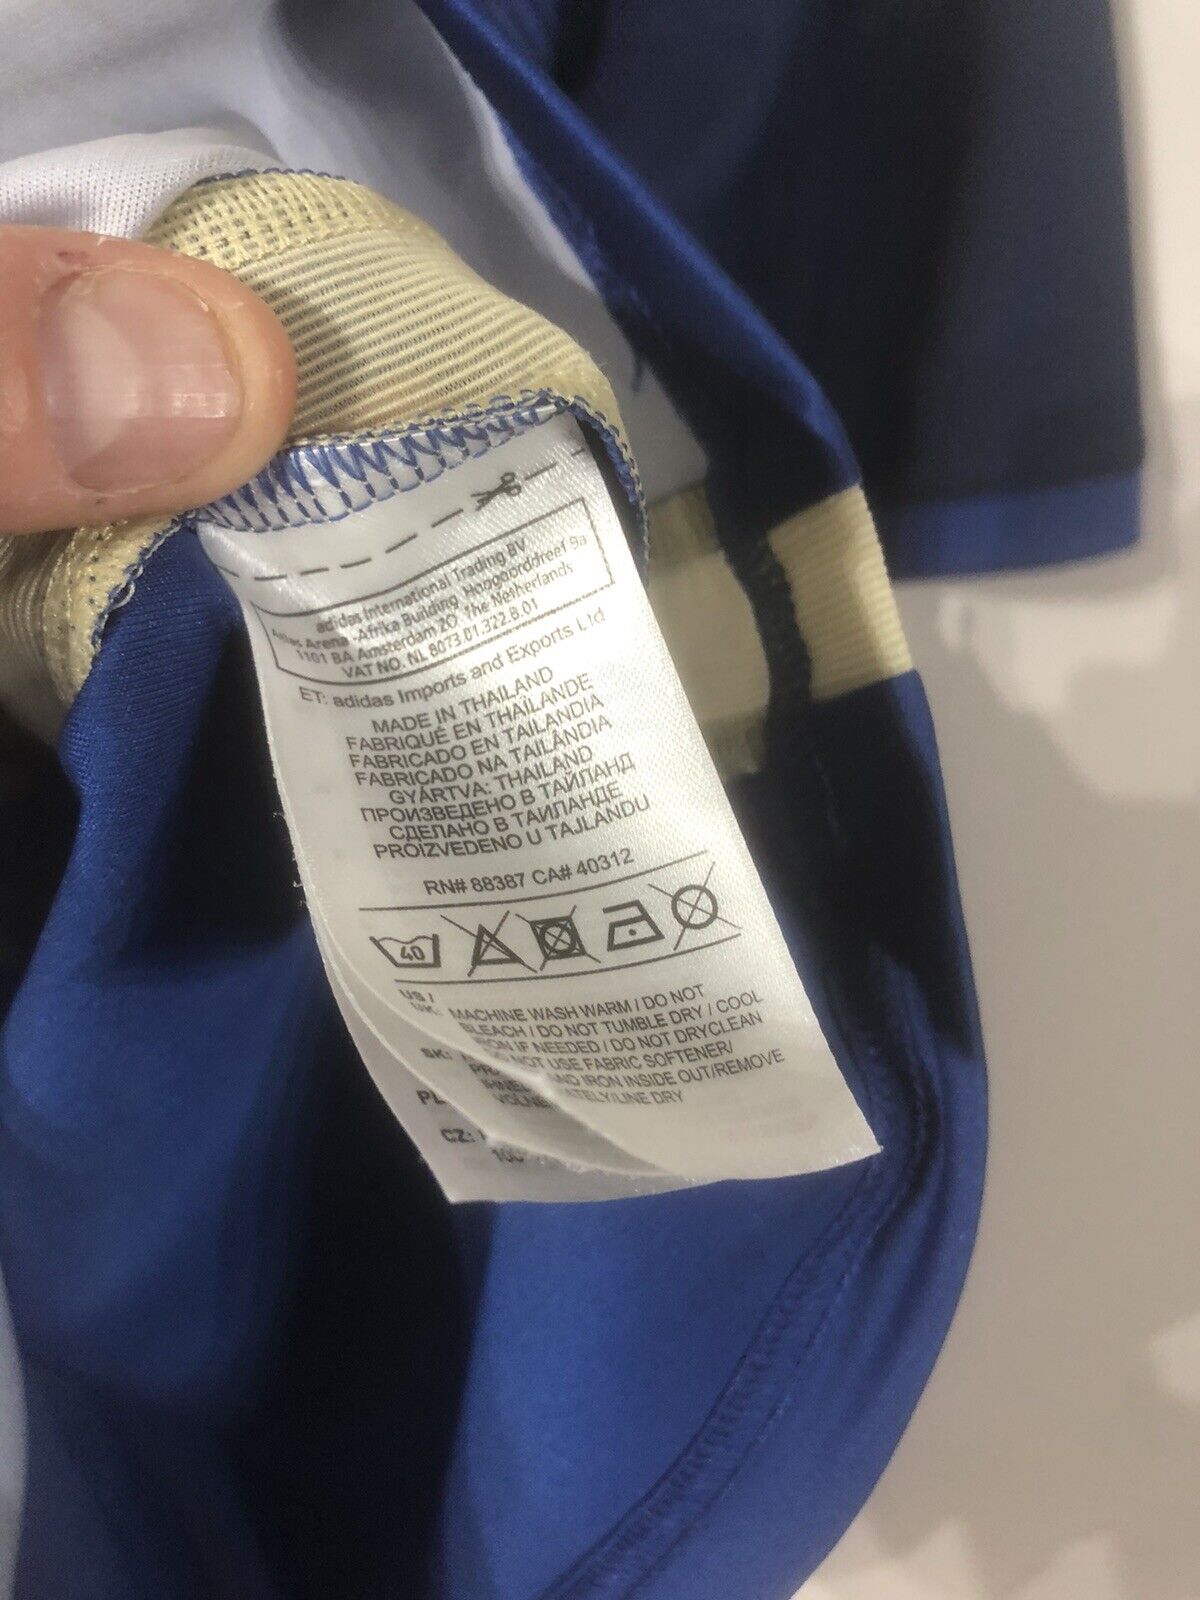 adidas International Trading BV
Arena -Afrika Building, Hoogoorddreef 9a
1101 BA Amsterdam ZO, The Netherlands
VAT NO. NL 8073.01.322.B.01
ET: adidas Imports and Exports Ltd
MADE IN THAILAND
FABRIQUÉ EN THAÏLANDE
FABRICADO EN TAILANDIA
FABRICADO NA TAILÂNDIA
GYÁRTVA: THAILAND
ПРОИЗВЕДЕНО В ТАЙЛАНД
СДЕЛАНО В ТАИЛАНДЕ
PROIZVEDENO U TAJLANDU
RN# 88387 CA# 40312
40
US /
UK: MACHINE WASH WARM / DO NOT
BLEACH / DO NOT TUMBLE DRY / COOL
IRON IF NEEDED / DO NOT DRYCLEAN
NOT USE FABRIC SOFTENER/
AND IRON INSIDE OUT/REMOVE
ATELY/LINE DRY
SK:
PL
CZ: